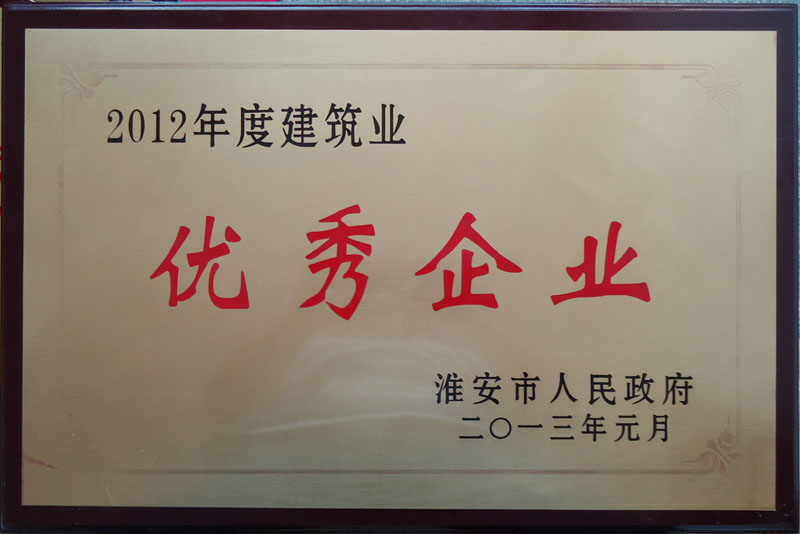 2012年度建筑业
优秀企业
淮安市人民政府
二〇一三年元月